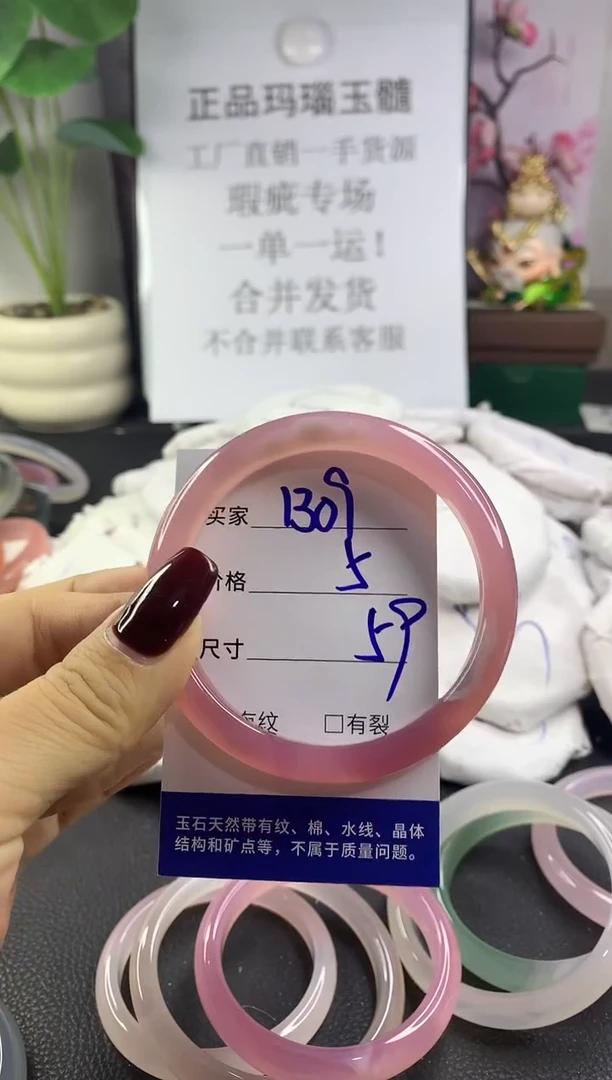 正品玛瑙玉髓
工厂直销一手货源
瑕疵专场
一单一运！
合并发货
不合并联系客服
买家 1309
价格 5
尺寸 59
有纹 □有裂
玉石天然带有纹、棉、水线、晶体
结构和矿点等，不属于质量问题。